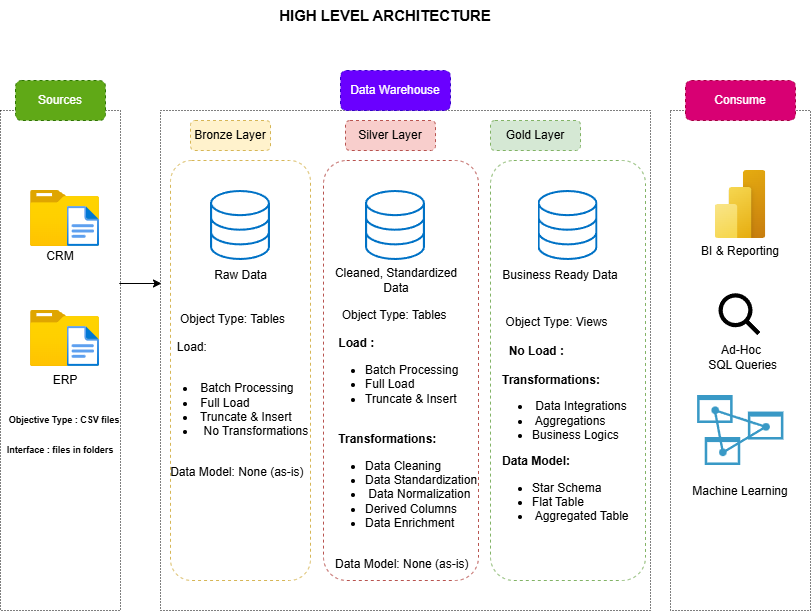 HIGH LEVEL ARCHITECTURE
Sources
CRM
ERP
Objective Type : CSV files
Interface : files in folders
Data Warehouse
Bronze Layer
Raw Data
Object Type: Tables
Load:
Batch Processing
Full Load
Truncate & Insert
No Transformations
Data Model: None (as-is)
Silver Layer
Cleaned, Standardized
Data
Object Type: Tables
Load :
Batch Processing
Full Load
Truncate & Insert
Transformations:
Data Cleaning
Data Standardization
Data Normalization
Derived Columns
Data Enrichment
Data Model: None (as-is)
Gold Layer
Business Ready Data
Object Type: Views
No Load :
Transformations:
Data Integrations
Aggregations
Business Logics
Data Model:
Star Schema
Flat Table
Aggregated Table
Consume
BI & Reporting
Ad-Hoc
SQL Queries
Machine Learning